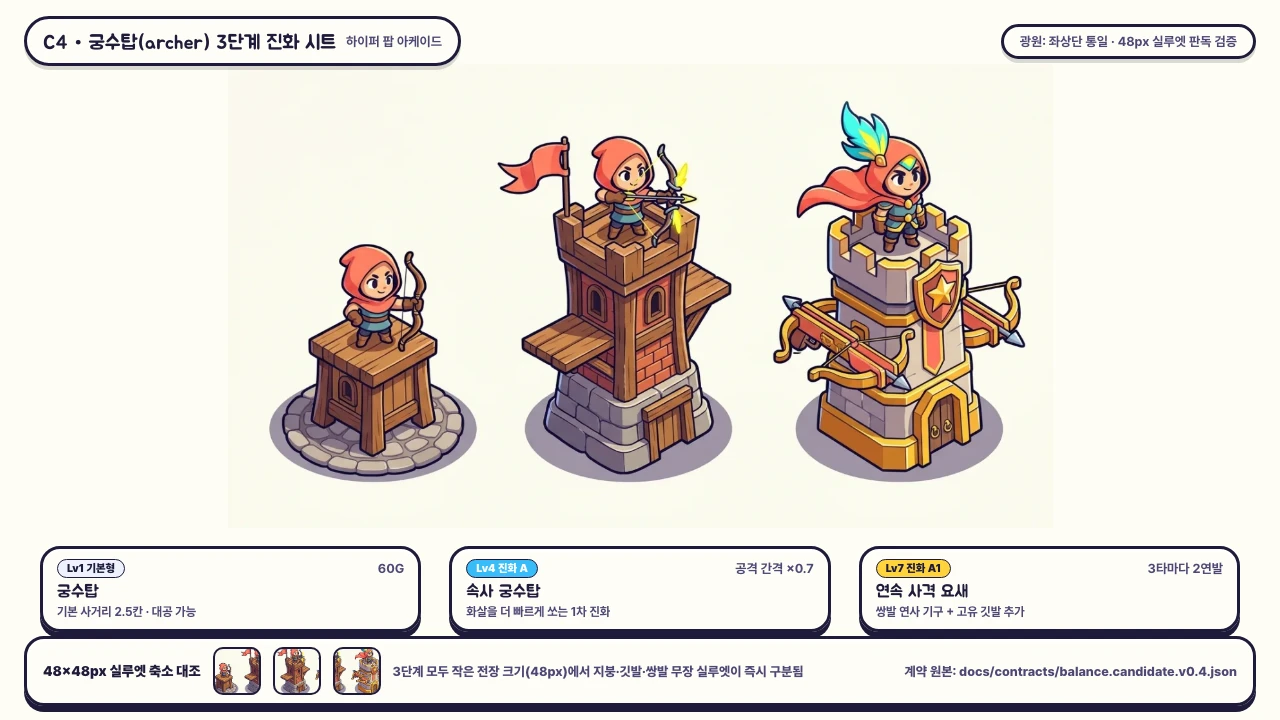 C4 • 궁수탑(archer) 3단계 진화 시트 하이퍼 팝 아케이드
광원: 좌상단 통일 · 48px 실루엣 판독 검증
Lv1 기본형 60G
궁수탑
기본 사거리 2.5칸 · 대공 가능
Lv4 진화 A 공격 간격 ×0.7
속사 궁수탑
화살을 더 빠르게 쏘는 1차 진화
Lv7 진화 A1 3타마다 2연발
연속 사격 요새
쌍발 연사 기구 + 고유 깃발 추가
48×48px 실루엣 축소 대조 3단계 모두 작은 전장 크기(48px)에서 지붕·깃발·쌍발 무장 실루엣이 즉시 구분됨 계약 원본: docs/contracts/balance.candidate.v0.4.json